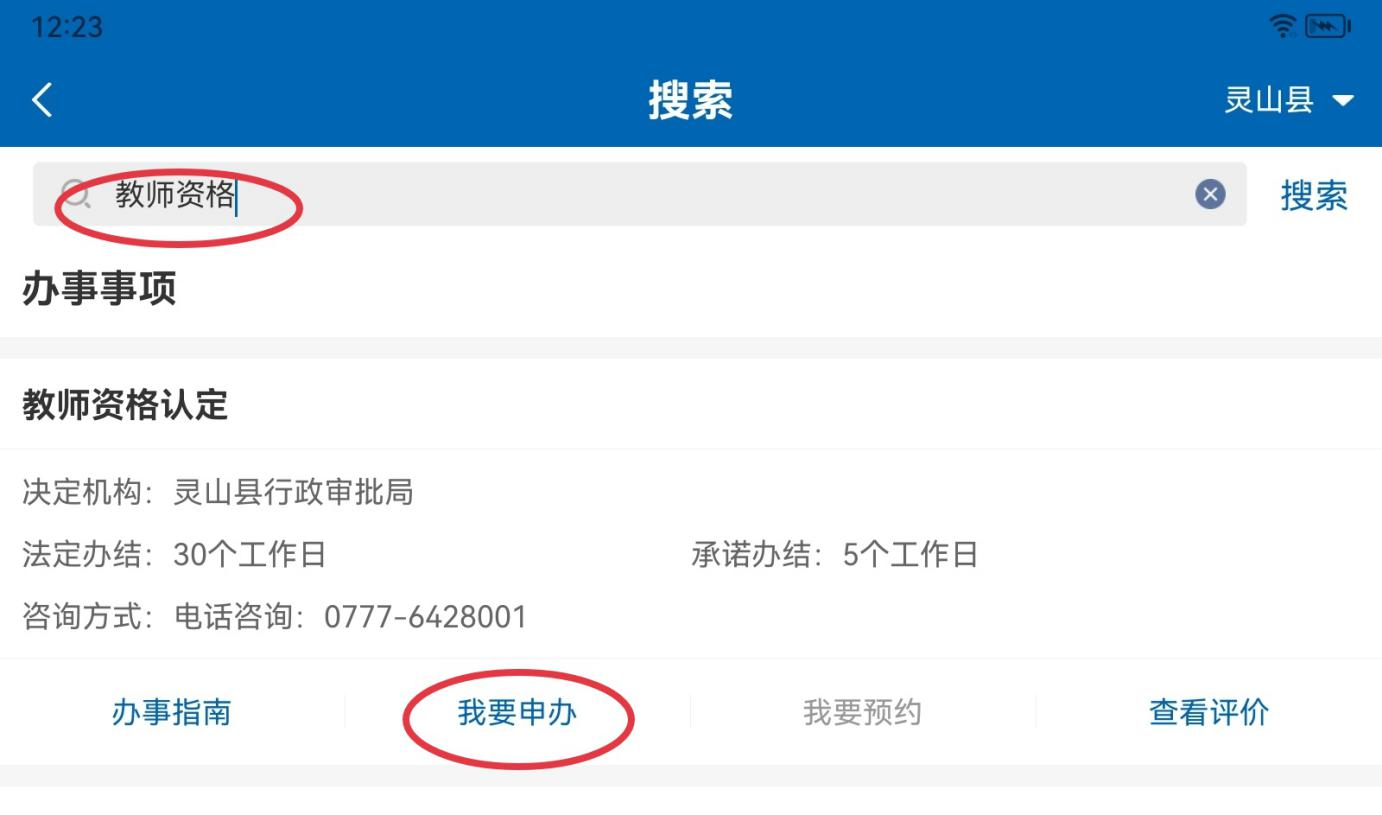 12:23
搜索
灵山县
教师资格
搜索
办事事项
教师资格认定
决定机构： 灵山县行政审批局
法定办结： 30个工作日 承诺办结： 5个工作日
咨询方式： 电话咨询： 0777-6428001
办事指南 我要申办 我要预约 查看评价